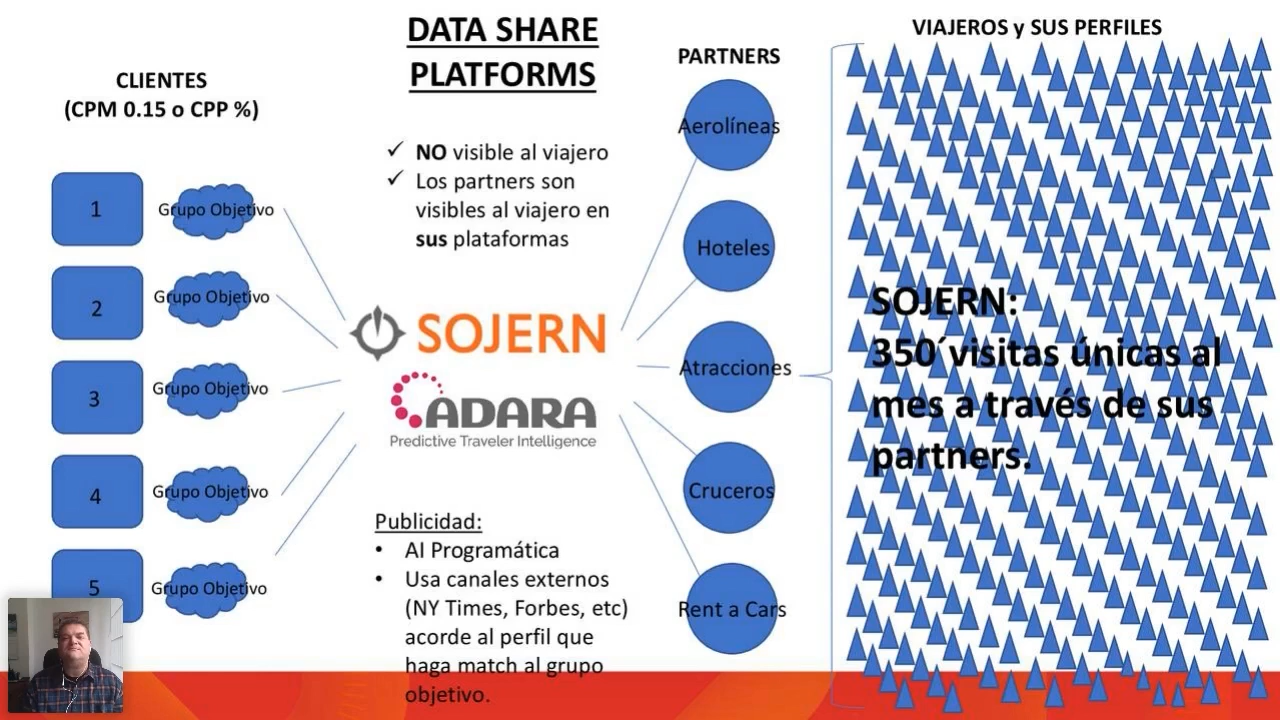 DATA SHARE
PLATFORMS
CLIENTES
(CPM 0.15 o CPP %)
1
Grupo Objetivo
2
Grupo Objetivo
3
Grupo Objetivo
4
Grupo Objetivo
5
Grupo Objetivo
✓ NO visible al viajero
✓ Los partners son
visibles al viajero en
sus plataformas
SOJERN
ADARA
Predictive Traveler Intelligence
Publicidad:
• AI Programática
• Usa canales externos
(NY Times, Forbes, etc)
acorde al perfil que
haga match al grupo
objetivo.
PARTNERS
Aerolíneas
Hoteles
Atracciones
Cruceros
Rent a Cars
VIAJEROS y SUS PERFILES
SOJERN:
350´visitas únicas al
mes a través de sus
partners.